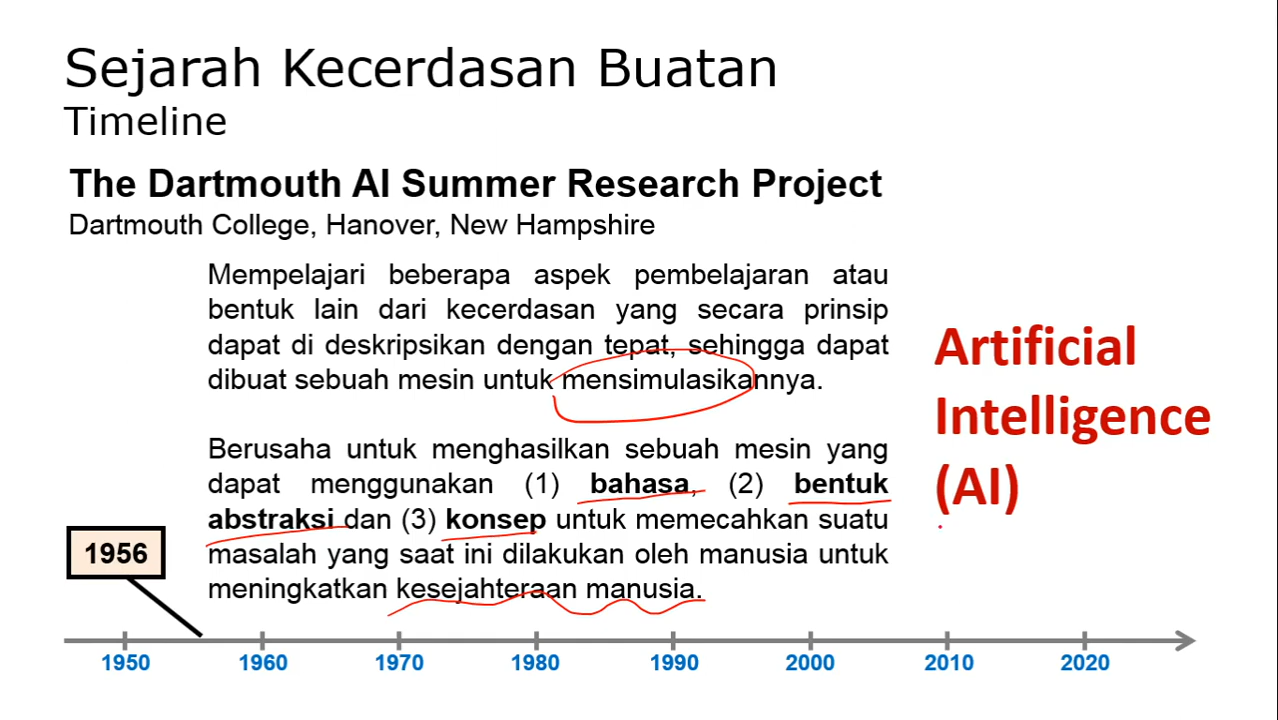 Sejarah Kecerdasan Buatan
Timeline
The Dartmouth AI Summer Research Project
Dartmouth College, Hanover, New Hampshire
Mempelajari beberapa aspek pembelajaran atau
bentuk lain dari kecerdasan yang secara prinsip
dapat di deskripsikan dengan tepat, sehingga dapat
dibuat sebuah mesin untuk mensimulasikannya.
Berusaha untuk menghasilkan sebuah mesin yang
dapat menggunakan (1) bahasa, (2) bentuk
abstraksi dan (3) konsep untuk memecahkan suatu
masalah yang saat ini dilakukan oleh manusia untuk
meningkatkan kesejahteraan manusia.
Artificial
Intelligence
(AI)
1956
1950 1960 1970 1980 1990 2000 2010 2020